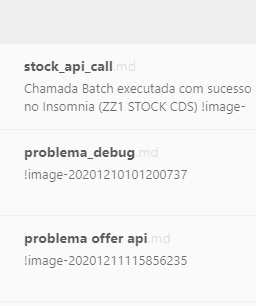 stock_api_call.md
Chamada Batch executada com sucesso
no Insomnia (ZZ1 STOCK CDS) !image-
problema_debug.md
!image-20201210101200737
problema offer api.md
!image-20201211115856235